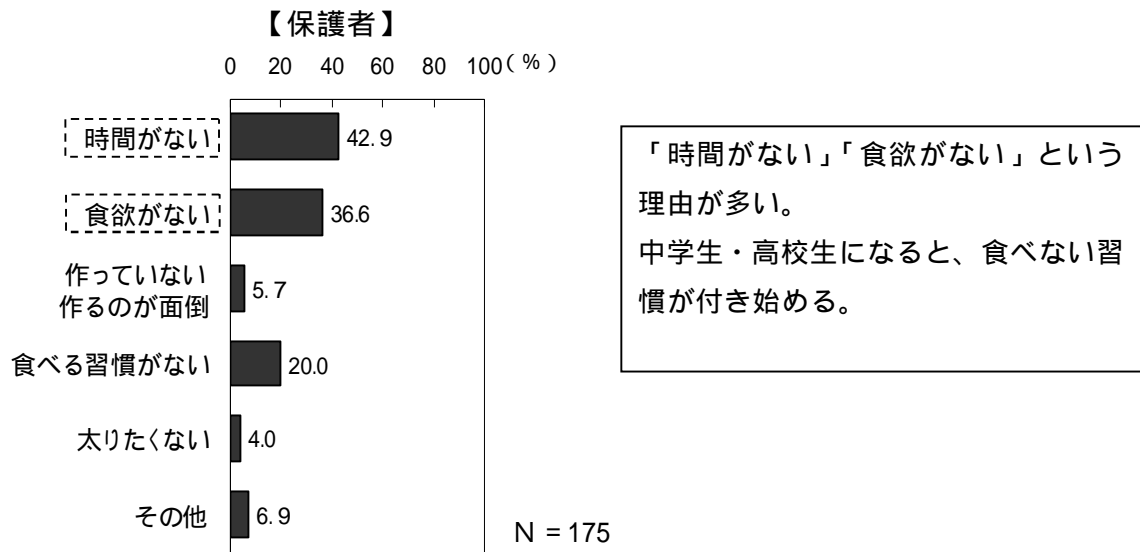 【保護者】
0 20 40 60 80 100(%)
時間がない 42.9
食欲がない 36.6
作っていない
作るのが面倒 5.7
食べる習慣がない 20.0
太りたくない 4.0
その他 6.9
N = 175
「時間がない」「食欲がない」という
理由が多い。
中学生・高校生になると、食べない習
慣が付き始める。